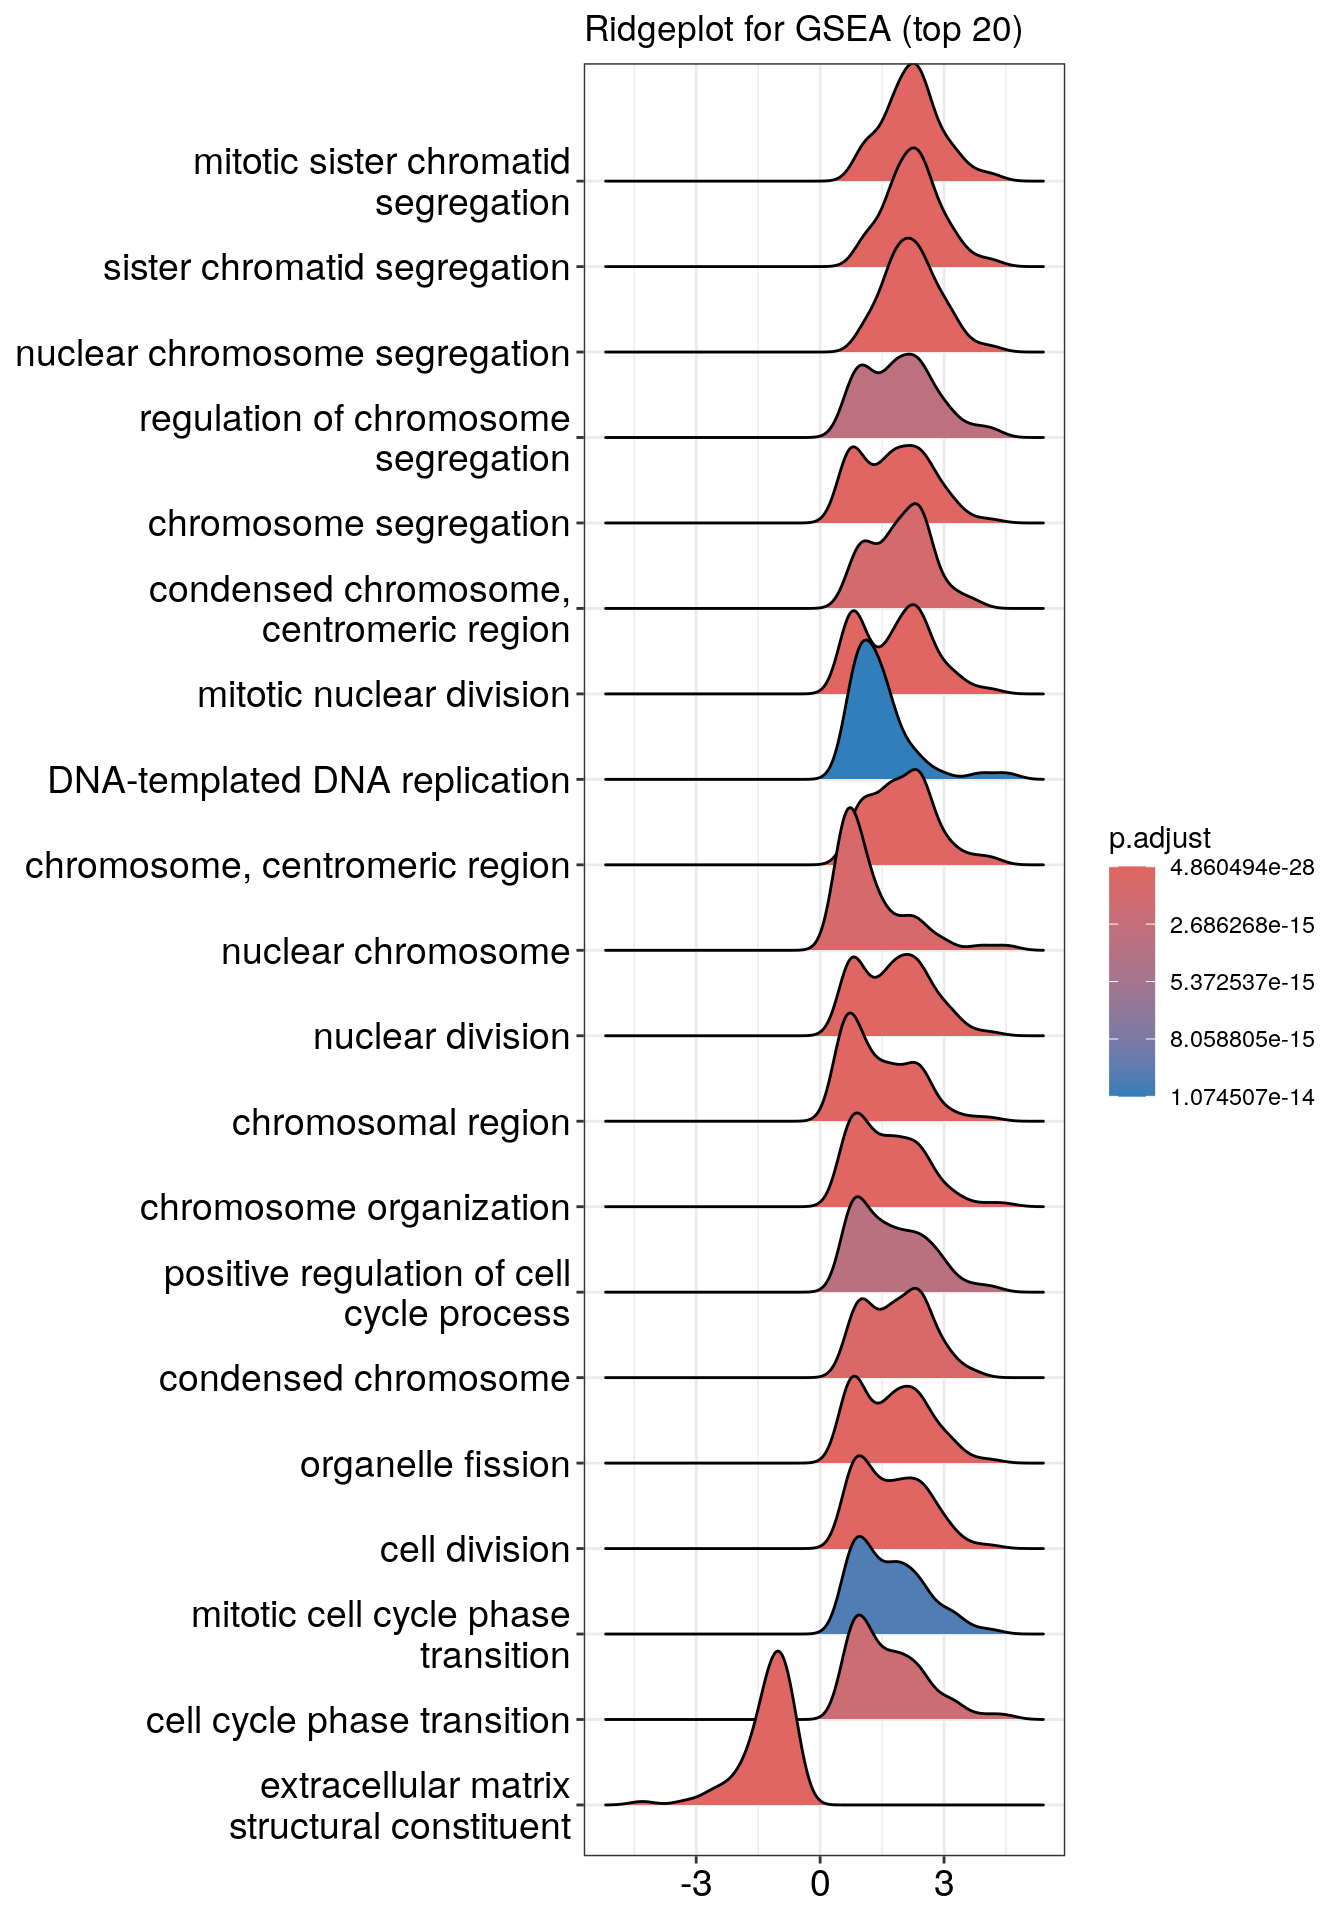 Ridgeplot for GSEA (top 20)
mitotic sister chromatid
segregation
sister chromatid segregation
nuclear chromosome segregation
regulation of chromosome
segregation
chromosome segregation
condensed chromosome,
centromeric region
mitotic nuclear division
DNA-templated DNA replication
chromosome, centromeric region
nuclear chromosome
nuclear division
chromosomal region
chromosome organization
positive regulation of cell
cycle process
condensed chromosome
organelle fission
cell division
mitotic cell cycle phase
transition
cell cycle phase transition
extracellular matrix
structural constituent
-3 0 3
p.adjust
4.860494e-28
2.686268e-15
5.372537e-15
8.058805e-15
1.074507e-14